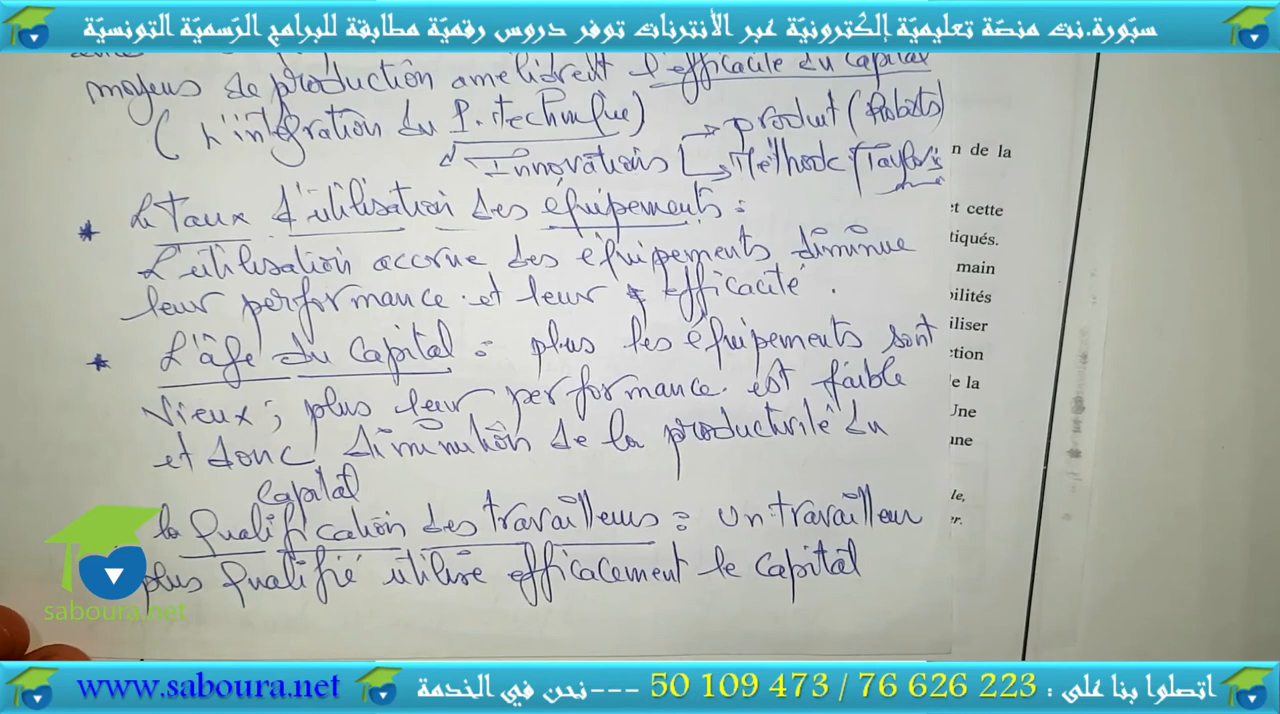 سبّورة.نت منصّة تعليميّة إلكترونيّة عبر الأنترنات توفر دروس رقميّة مطابقة للبرامج الرّسميّة التونسيّة
moyens de production améliorent l'efficacité du capital
( L'intégration du P. technique)
→ produit (Robots)
Innovations → Méthode (Taylor)
* Le Taux d'utilisation des équipements :
L'utilisation accrue des équipements diminue
leur performance et leur efficacité.
* L'âge du capital : plus les équipements sont
vieux ; plus leur performance est faible
et donc diminution de la productivité du
capital
la qualification des travailleurs : un travailleur
plus qualifié utilise efficacement le capital
n de la
et cette
tiqués.
main
bilités
iliser
ction
e la
Une
une
le,
er.
saboura.net
www.saboura.net
اتصلوا بنا على : 223 626 76 / 473 109 50 ---نحن في الخدمة